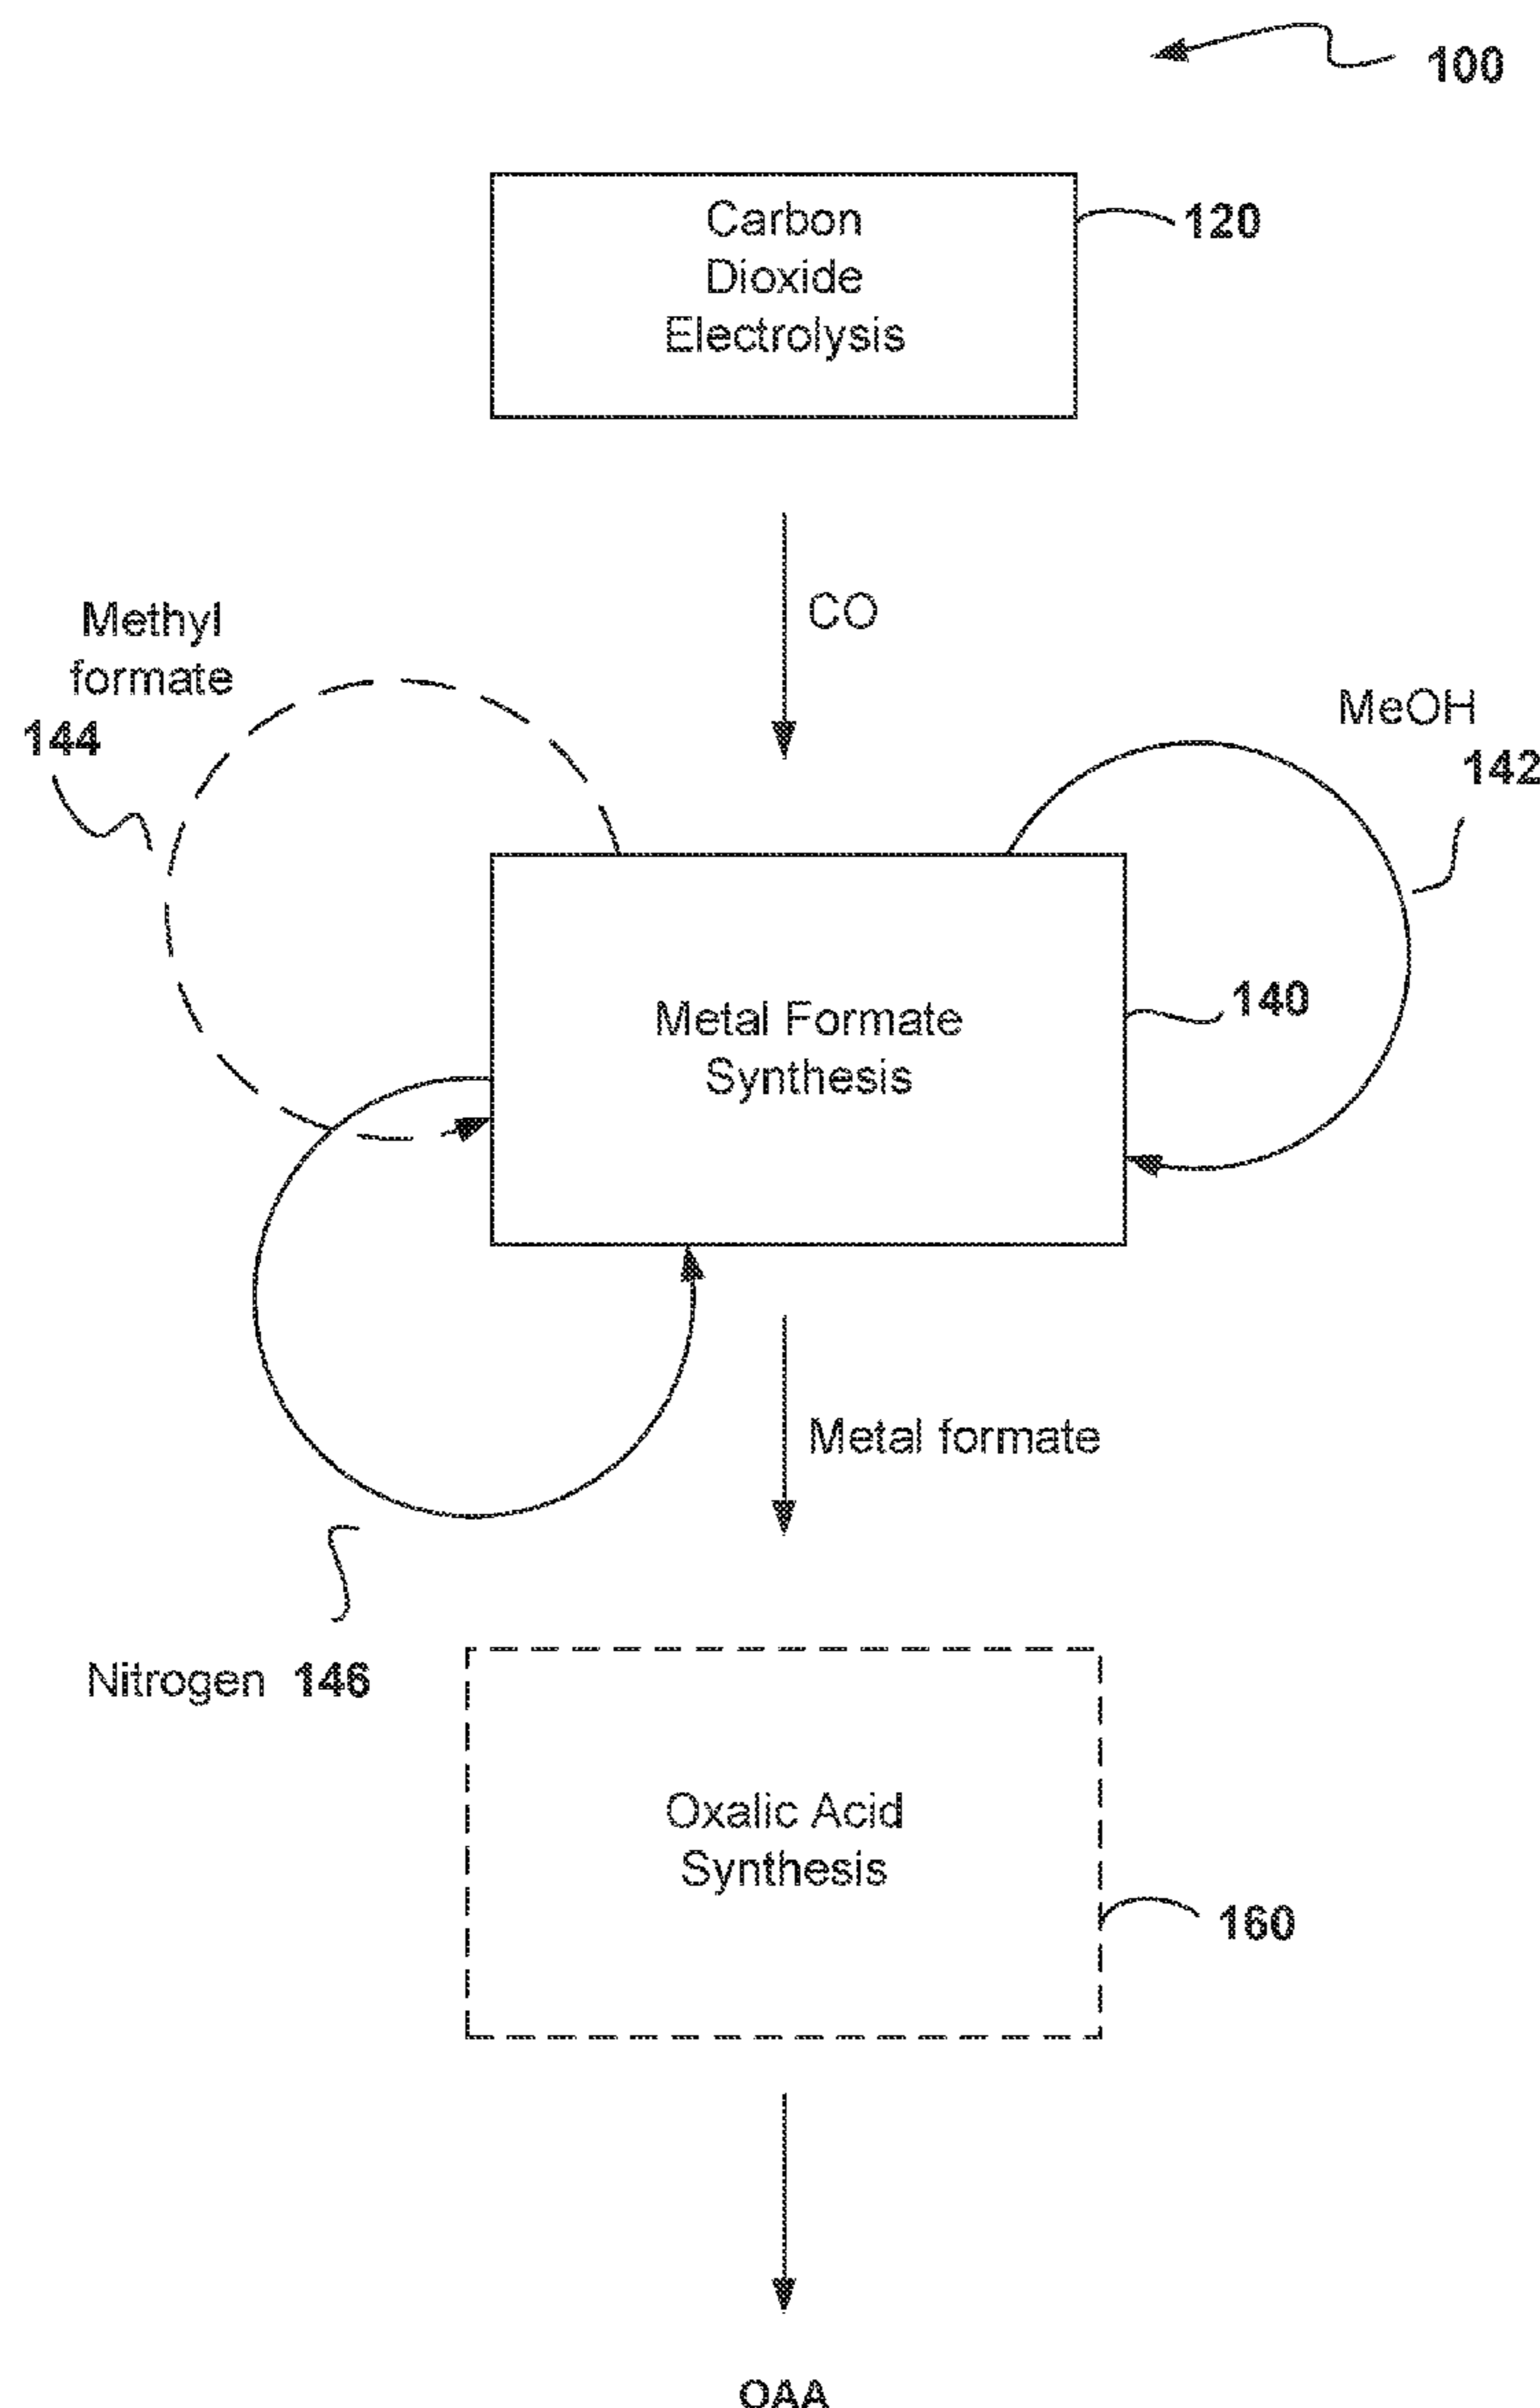 100
Carbon
Dioxide
Electrolysis
120
CO
Methyl
formate
144
MeOH
142
Metal Formate
Synthesis
140
Metal formate
Nitrogen 146
Oxalic Acid
Synthesis
160
OAA